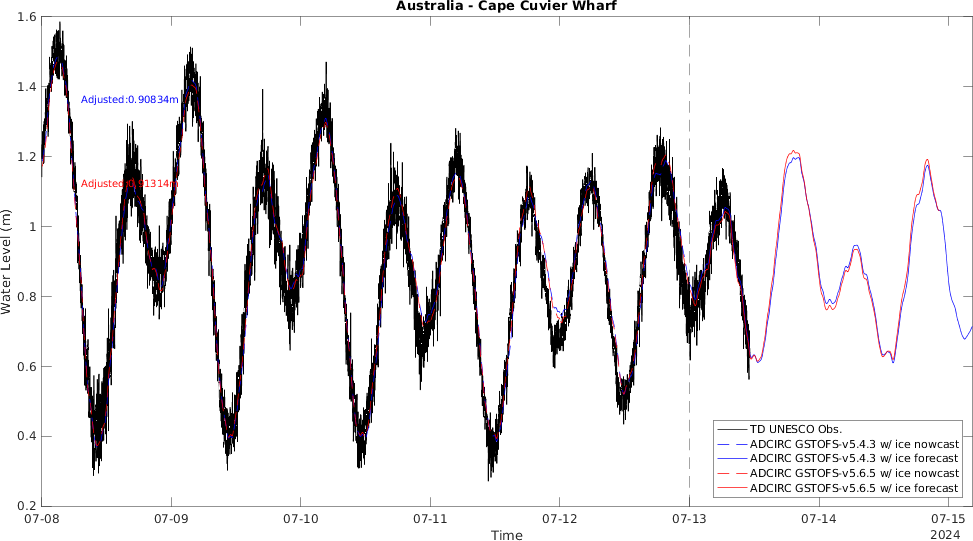 Australia - Cape Cuvier Wharf
1.6
1.4
1.2
1
0.8
0.6
0.4
0.2
Water Level (m)
Adjusted:0.90834m
Adjusted:0.91314m
TD UNESCO Obs.
ADCIRC GSTOFS-v5.4.3 w/ ice nowcast
ADCIRC GSTOFS-v5.4.3 w/ ice forecast
ADCIRC GSTOFS-v5.6.5 w/ ice nowcast
ADCIRC GSTOFS-v5.6.5 w/ ice forecast
07-08 07-09 07-10 07-11 07-12 07-13 07-14 07-15
Time
2024